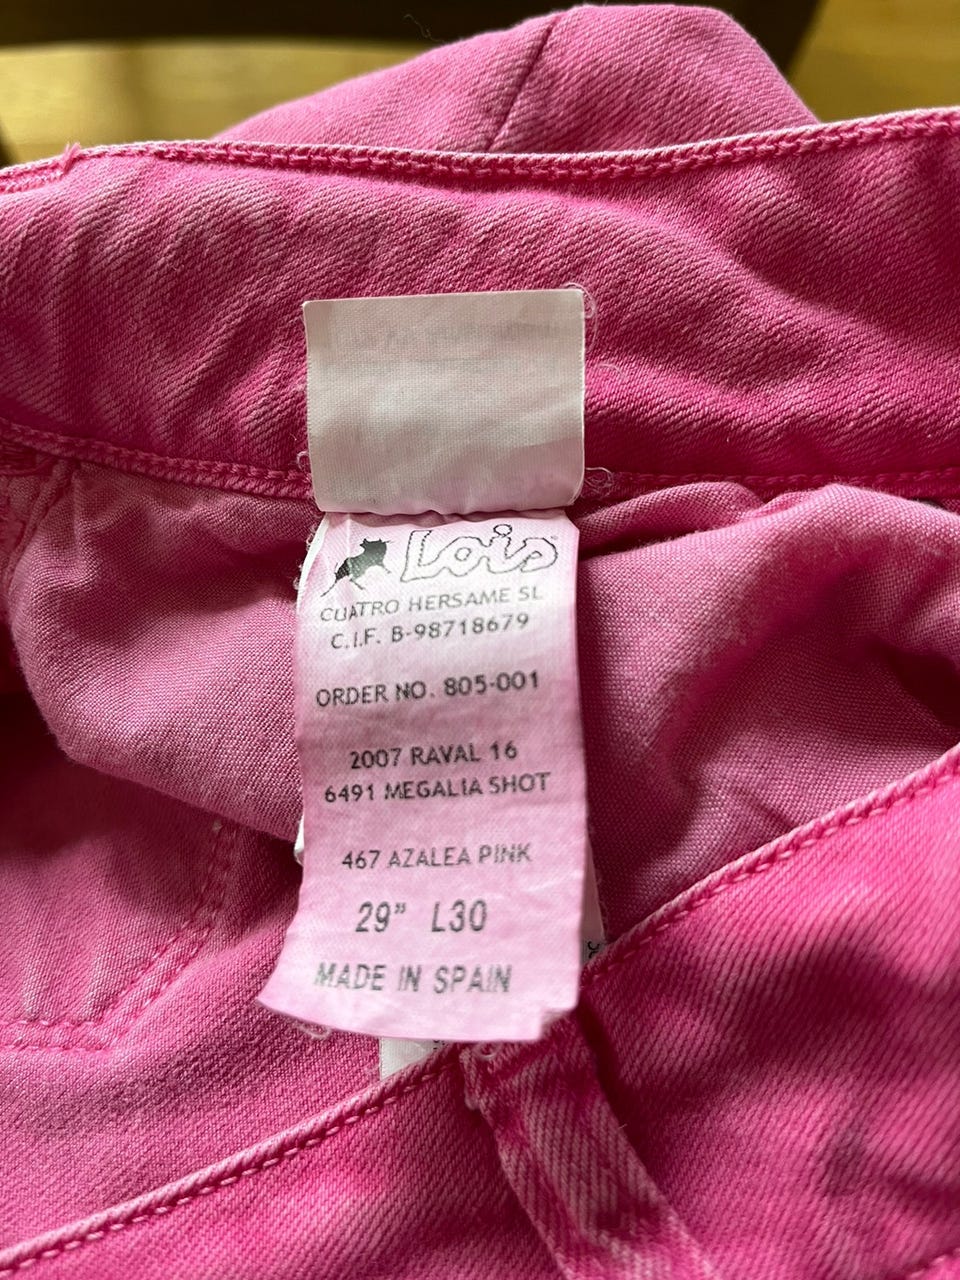 Lois
CUATRO HERSAME SL
C.I.F. B-98718679
ORDER NO. 805-001
2007 RAVAL 16
6491 MEGALIA SHOT
467 AZALEA PINK
29” L30
MADE IN SPAIN